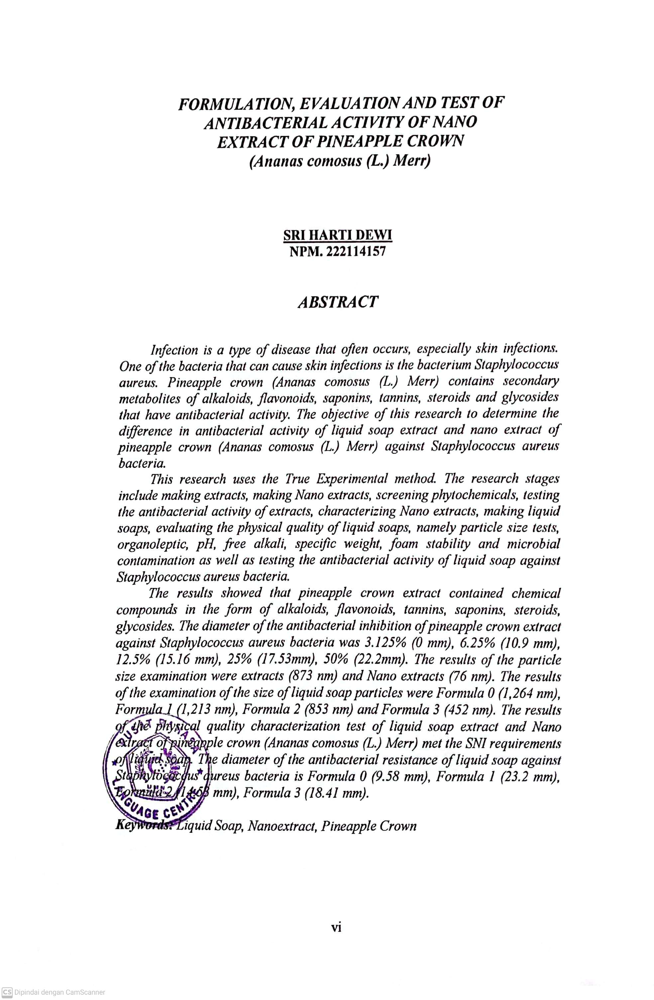 FORMULATION, EVALUATION AND TEST OF
ANTIBACTERIAL ACTIVITY OF NANO
EXTRACT OF PINEAPPLE CROWN
(Ananas comosus (L.) Merr)
SRI HARTI DEWI
NPM. 222114157
ABSTRACT
Infection is a type of disease that often occurs, especially skin infections.
One of the bacteria that can cause skin infections is the bacterium Staphylococcus
aureus. Pineapple crown (Ananas comosus (L.) Merr) contains secondary
metabolites of alkaloids, flavonoids, saponins, tannins, steroids and glycosides
that have antibacterial activity. The objective of this research to determine the
difference in antibacterial activity of liquid soap extract and nano extract of
pineapple crown (Ananas comosus (L.) Merr) against Staphylococcus aureus
bacteria.
This research uses the True Experimental method. The research stages
include making extracts, making Nano extracts, screening phytochemicals, testing
the antibacterial activity of extracts, characterizing Nano extracts, making liquid
soaps, evaluating the physical quality of liquid soaps, namely particle size tests,
organoleptic, pH, free alkali, specific weight, foam stability and microbial
contamination as well as testing the antibacterial activity of liquid soap against
Staphylococcus aureus bacteria.
The results showed that pineapple crown extract contained chemical
compounds in the form of alkaloids, flavonoids, tannins, saponins, steroids,
glycosides. The diameter of the antibacterial inhibition of pineapple crown extract
against Staphylococcus aureus bacteria was 3.125% (0 mm), 6.25% (10.9 mm),
12.5% (15.16 mm), 25% (17.53mm), 50% (22.2mm). The results of the particle
size examination were extracts (873 nm) and Nano extracts (76 nm). The results
of the examination of the size of liquid soap particles were Formula 0 (1,264 nm),
Formula 1 (1,213 nm), Formula 2 (853 nm) and Formula 3 (452 nm). The results
of the physical quality characterization test of liquid soap extract and Nano
extract of pineapple crown (Ananas comosus (L.) Merr) met the SNI requirements
of liquid soap. The diameter of the antibacterial resistance of liquid soap against
Staphylococcus aureus bacteria is Formula 0 (9.58 mm), Formula 1 (23.2 mm),
Formula 2 mm), Formula 3 (18.41 mm).
PUSAT BAHASA
UMN
LANGUAGE CENTRE
Keywords: Liquid Soap, Nanoextract, Pineapple Crown
vi
CS Dipindai dengan CamScanner